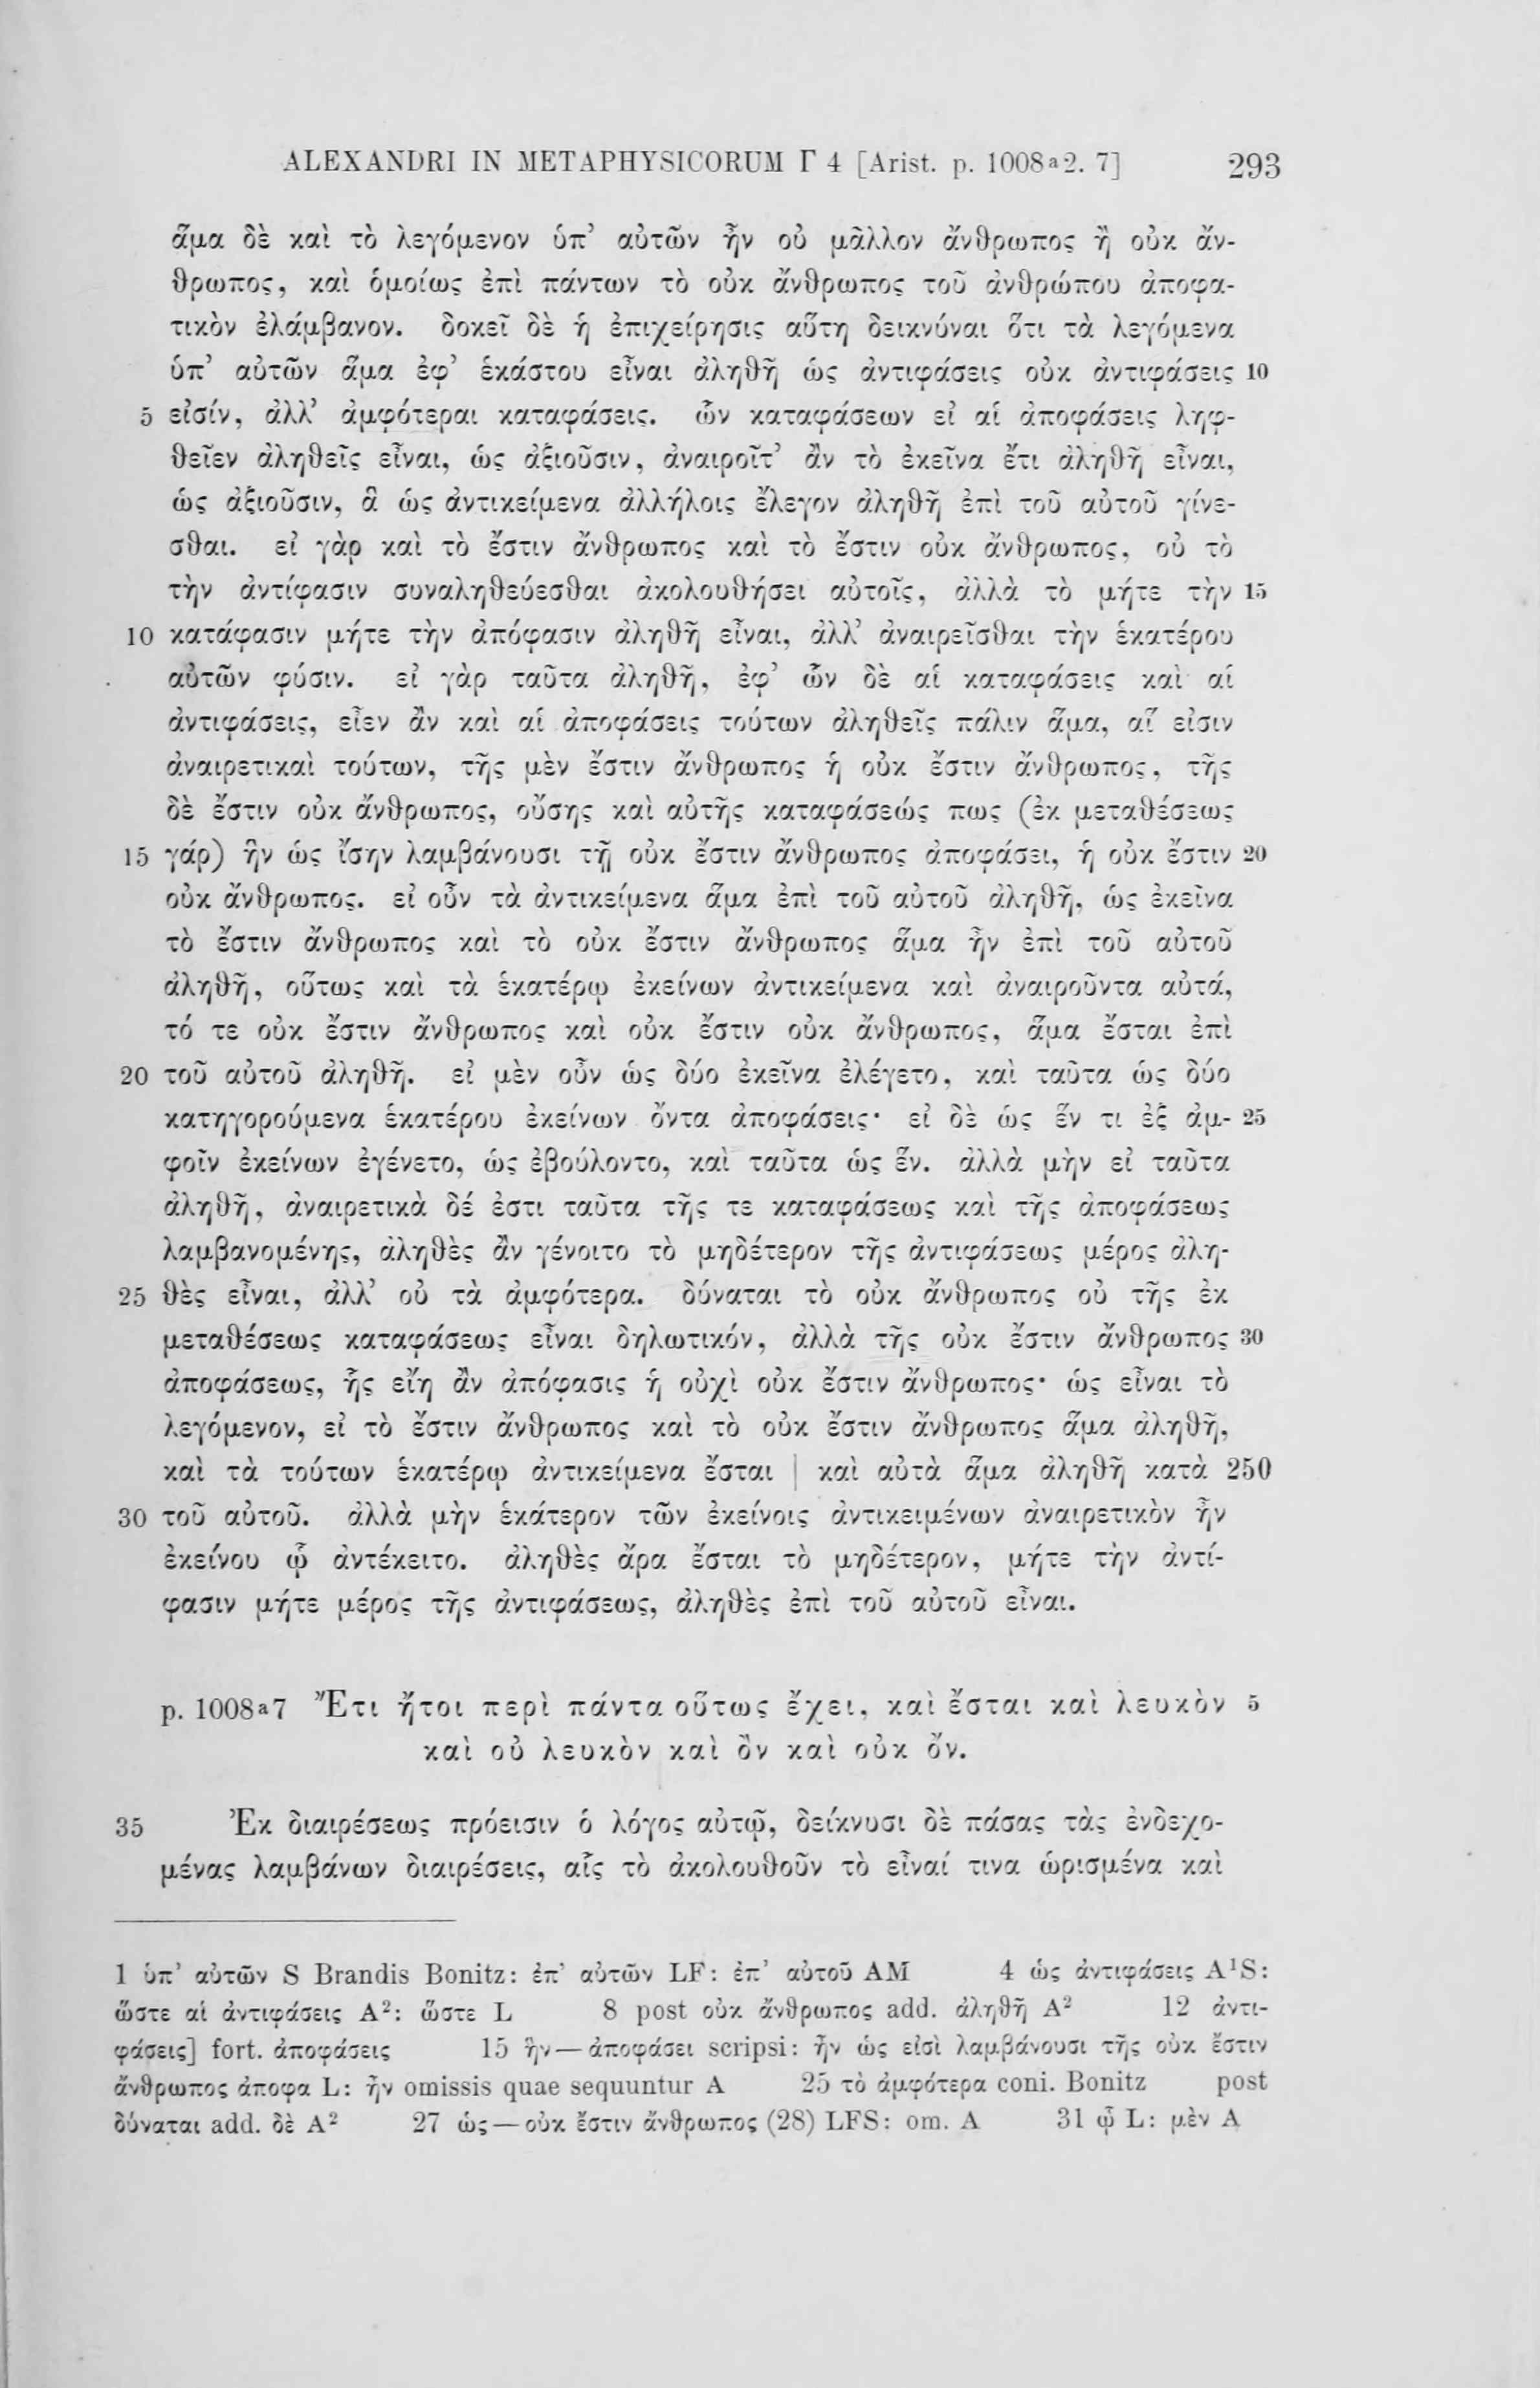 ALEXANDRI IN METAPHYSICORUM Γ 4 [Arist. p. 1008ᵃ2. 7] 293
ἅμα δὲ καὶ τὸ λεγόμενον ὑπ’ αὐτῶν ἦν οὐ μᾶλλον ἄνθρωπος ἢ οὐκ ἄν-
θρωπος, καὶ ὁμοίως ἐπὶ πάντων τὸ οὐκ ἄνθρωπος τοῦ ἀνθρώπου ἀποφα-
τικὸν ἐλάμβανον. δοκεῖ δὲ ἡ ἐπιχείρησις αὕτη δεικνύναι ὅτι τὰ λεγόμενα
ὑπ’ αὐτῶν ἅμα ἐφ’ ἑκάστου εἶναι ἀληθῆ ὡς ἀντιφάσεις οὐκ ἀντιφάσεις 10
5 εἰσίν, ἀλλ’ ἀμφότεραι καταφάσεις. ὧν καταφάσεων εἰ αἱ ἀποφάσεις ληφ-
θεῖεν ἀληθεῖς εἶναι, ὡς ἀξιοῦσιν, ἀναιροῖτ’ ἂν τὸ ἐκεῖνα ἔτι ἀληθῆ εἶναι,
ὡς ἀξιοῦσιν, ἃ ὡς ἀντικείμενα ἀλλήλοις ἔλεγον ἀληθῆ ἐπὶ τοῦ αὐτοῦ γίνε-
σθαι. εἰ γὰρ καὶ τὸ ἔστιν ἄνθρωπος καὶ τὸ ἔστιν οὐκ ἄνθρωπος, οὐ τὸ
τὴν ἀντίφασιν συναληθεύεσθαι ἀκολουθήσει αὐτοῖς, ἀλλὰ τὸ μήτε τὴν 15
10 κατάφασιν μήτε τὴν ἀπόφασιν ἀληθῆ εἶναι, ἀλλ’ ἀναιρεῖσθαι τὴν ἑκατέρου
αὐτῶν φύσιν. εἰ γὰρ ταῦτα ἀληθῆ, ἐφ’ ὧν δὲ αἱ καταφάσεις καὶ αἱ
ἀντιφάσεις, εἶεν ἂν καὶ αἱ ἀποφάσεις τούτων ἀληθεῖς πάλιν ἅμα, αἵ εἰσιν
ἀναιρετικαὶ τούτων, τῆς μὲν ἔστιν ἄνθρωπος ἡ οὐκ ἔστιν ἄνθρωπος, τῆς
δὲ ἔστιν οὐκ ἄνθρωπος, οὔσης καὶ αὐτῆς καταφάσεώς πως (ἐκ μεταθέσεως
15 γάρ) ἣν ὡς ἴσην λαμβάνουσι τῇ οὐκ ἔστιν ἄνθρωπος ἀποφάσει, ἡ οὐκ ἔστιν 20
οὐκ ἄνθρωπος. εἰ οὖν τὰ ἀντικείμενα ἅμα ἐπὶ τοῦ αὐτοῦ ἀληθῆ, ὡς ἐκεῖνα
τὸ ἔστιν ἄνθρωπος καὶ τὸ οὐκ ἔστιν ἄνθρωπος ἅμα ἦν ἐπὶ τοῦ αὐτοῦ
ἀληθῆ, οὕτως καὶ τὰ ἑκατέρῳ ἐκείνων ἀντικείμενα καὶ ἀναιροῦντα αὐτά,
τό τε οὐκ ἔστιν ἄνθρωπος καὶ οὐκ ἔστιν οὐκ ἄνθρωπος, ἅμα ἔσται ἐπὶ
20 τοῦ αὐτοῦ ἀληθῆ. εἰ μὲν οὖν ὡς δύο ἐκεῖνα ἐλέγετο, καὶ ταῦτα ὡς δύο
κατηγορούμενα ἑκατέρου ἐκείνων ὄντα ἀποφάσεις· εἰ δὲ ὡς ἕν τι ἐξ ἀμ- 25
φοῖν ἐκείνων ἐγένετο, ὡς ἐβούλοντο, καὶ ταῦτα ὡς ἕν. ἀλλὰ μὴν εἰ ταῦτα
ἀληθῆ, ἀναιρετικὰ δέ ἐστι ταῦτα τῆς τε καταφάσεως καὶ τῆς ἀποφάσεως
λαμβανομένης, ἀληθὲς ἂν γένοιτο τὸ μηδέτερον τῆς ἀντιφάσεως μέρος ἀλη-
25 θὲς εἶναι, ἀλλ’ οὐ τὰ ἀμφότερα. δύναται τὸ οὐκ ἄνθρωπος οὐ τῆς ἐκ
μεταθέσεως καταφάσεως εἶναι δηλωτικόν, ἀλλὰ τῆς οὐκ ἔστιν ἄνθρωπος 30
ἀποφάσεως, ἧς εἴη ἂν ἀπόφασις ἡ οὐχὶ οὐκ ἔστιν ἄνθρωπος· ὡς εἶναι τὸ
λεγόμενον, εἰ τὸ ἔστιν ἄνθρωπος καὶ τὸ οὐκ ἔστιν ἄνθρωπος ἅμα ἀληθῆ,
καὶ τὰ τούτων ἑκατέρῳ ἀντικείμενα ἔσται | καὶ αὐτὰ ἅμα ἀληθῆ κατὰ 250
30 τοῦ αὐτοῦ. ἀλλὰ μὴν ἑκάτερον τῶν ἐκείνοις ἀντικειμένων ἀναιρετικὸν ἦν
ἐκείνου ᾧ ἀντέκειτο. ἀληθὲς ἄρα ἔσται τὸ μηδέτερον, μήτε τὴν ἀντί-
φασιν μήτε μέρος τῆς ἀντιφάσεως, ἀληθὲς ἐπὶ τοῦ αὐτοῦ εἶναι.
p. 1008ᵃ7 Ἔτι ἤτοι περὶ πάντα οὕτως ἔχει, καὶ ἔσται καὶ λευκὸν 5
καὶ οὐ λευκὸν καὶ ὂν καὶ οὐκ ὄν.
35 Ἐκ διαιρέσεως πρόεισιν ὁ λόγος αὐτῷ, δείκνυσι δὲ πάσας τὰς ἐνδεχο-
μένας λαμβάνων διαιρέσεις, αἷς τὸ ἀκολουθοῦν τὸ εἶναί τινα ὡρισμένα καὶ
1 ὑπ’ αὐτῶν S Brandis Bonitz: ἐπ’ αὐτῶν LF: ἐπ’ αὐτοῦ AM 4 ὡς ἀντιφάσεις A¹S:
ὥστε αἱ ἀντιφάσεις A²: ὥστε L 8 post οὐκ ἄνθρωπος add. ἀληθῆ A² 12 ἀντι-
φάσεις] fort. ἀποφάσεις 15 ἣν — ἀποφάσει scripsi: ἦν ὡς εἰσὶ λαμβάνουσι τῆς οὐκ ἔστιν
ἄνθρωπος ἀποφα L: ἦν omissis quae sequuntur A 25 τὸ ἀμφότερα coni. Bonitz post
δύναται add. δὲ A² 27 ὡς — οὐκ ἔστιν ἄνθρωπος (28) LFS: om. A 31 ᾧ L: μὲν A